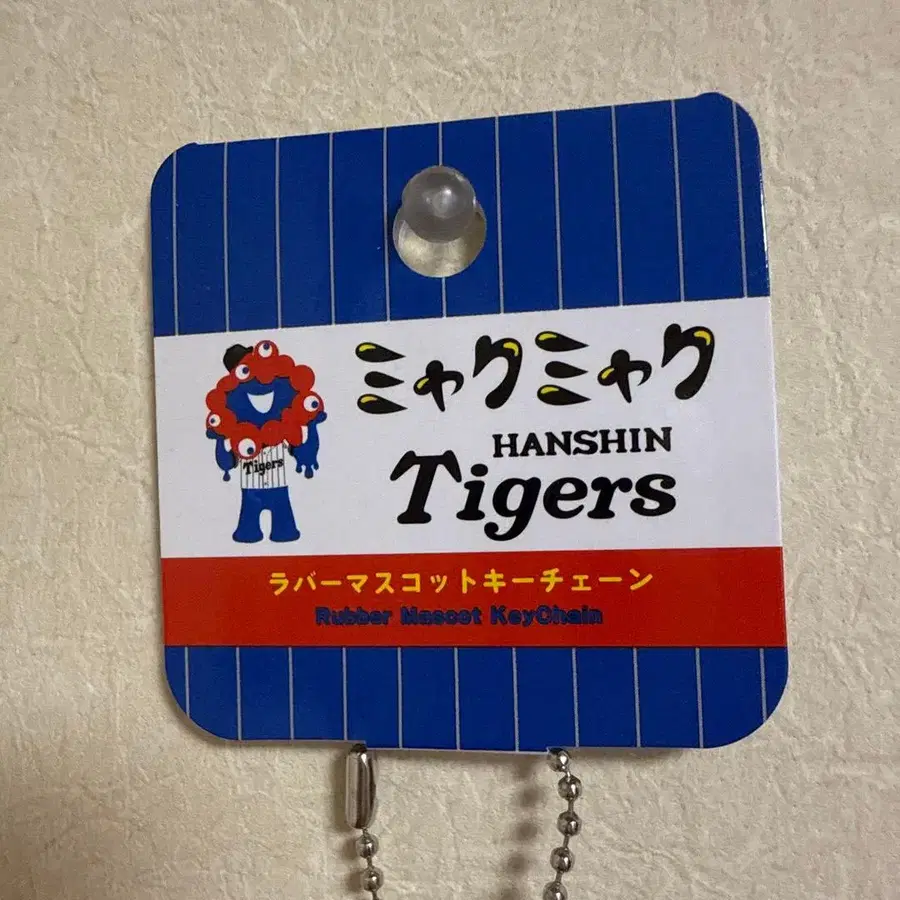 ミャクミャク
HANSHIN
Tigers
Tigers
ラバーマスコットキーチェーン
Rubber Mascot KeyChain